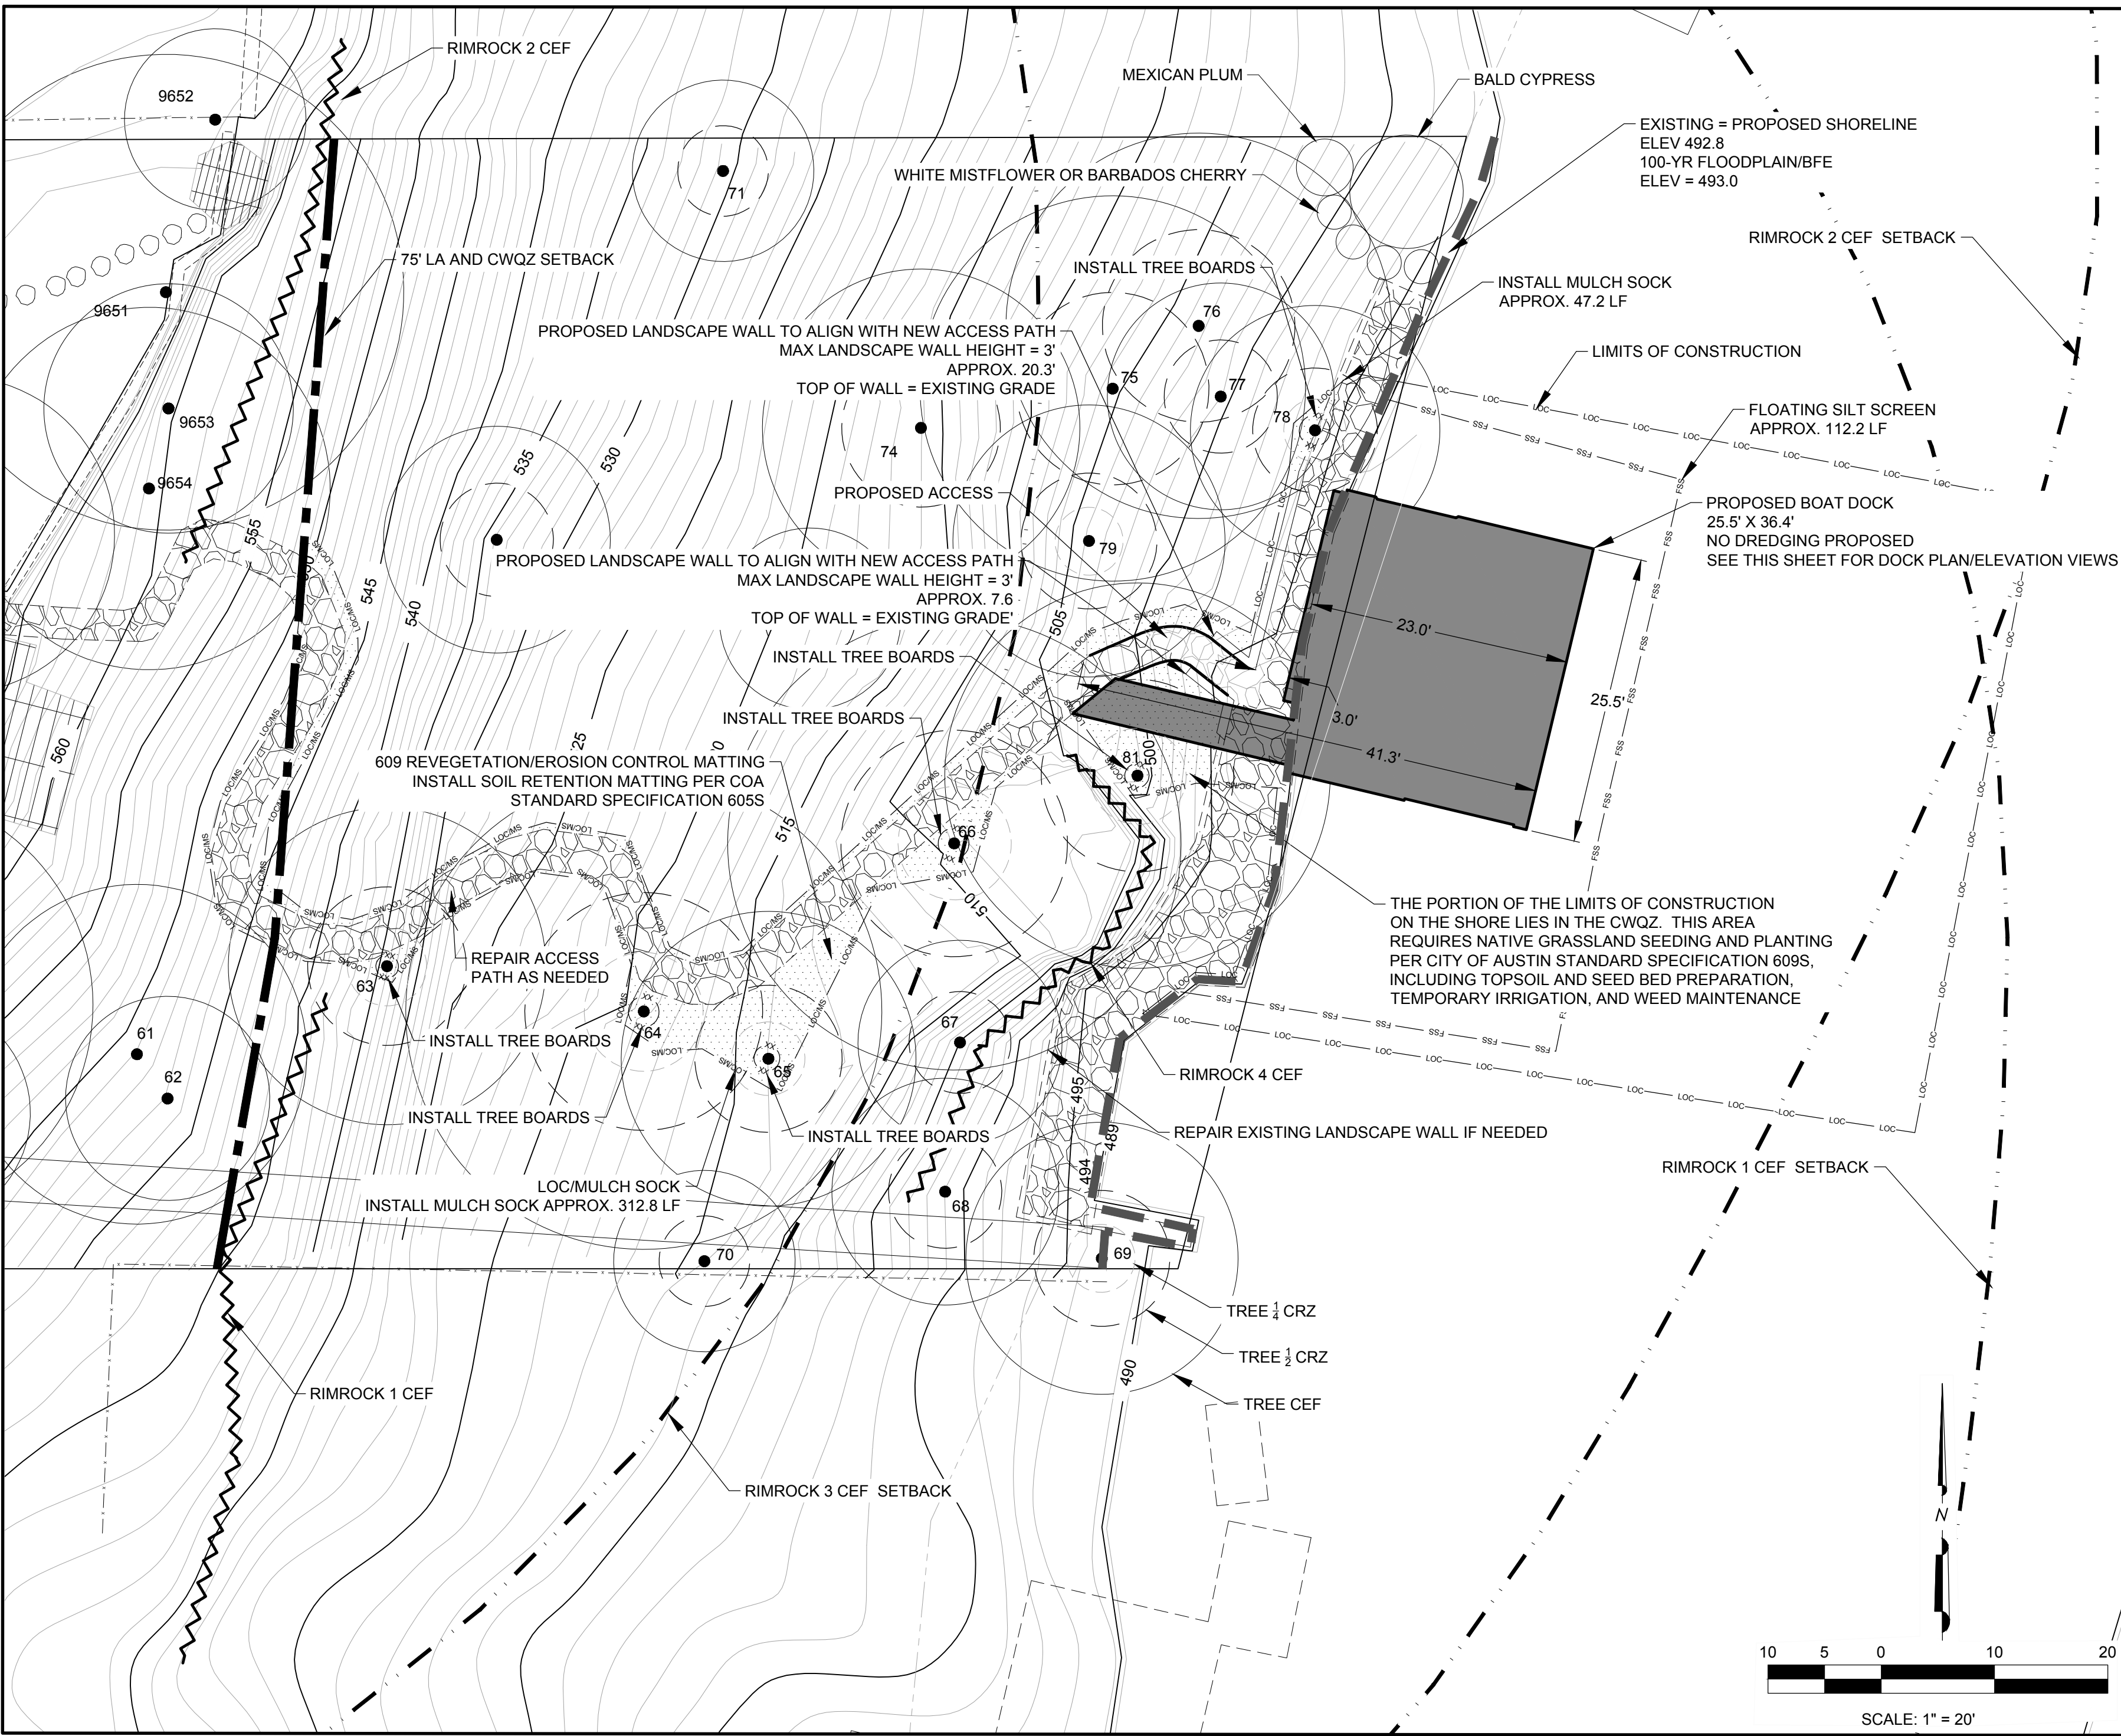 RIMROCK 2 CEF
9652
MEXICAN PLUM
BALD CYPRESS
EXISTING = PROPOSED SHORELINE
ELEV 492.8
100-YR FLOODPLAIN/BFE
ELEV = 493.0
WHITE MISTFLOWER OR BARBADOS CHERRY
71
RIMROCK 2 CEF SETBACK
75' LA AND CWQZ SETBACK
INSTALL TREE BOARDS
INSTALL MULCH SOCK
APPROX. 47.2 LF
9651
76
PROPOSED LANDSCAPE WALL TO ALIGN WITH NEW ACCESS PATH
MAX LANDSCAPE WALL HEIGHT = 3'
APPROX. 20.3'
TOP OF WALL = EXISTING GRADE
LIMITS OF CONSTRUCTION
75
77
78
9653
FLOATING SILT SCREEN
APPROX. 112.2 LF
74
535
530
9654
PROPOSED ACCESS
PROPOSED BOAT DOCK
25.5' X 36.4'
NO DREDGING PROPOSED
SEE THIS SHEET FOR DOCK PLAN/ELEVATION VIEWS
555
79
545
540
PROPOSED LANDSCAPE WALL TO ALIGN WITH NEW ACCESS PATH
MAX LANDSCAPE WALL HEIGHT = 3'
APPROX. 7.6
TOP OF WALL = EXISTING GRADE'
505
23.0'
INSTALL TREE BOARDS
25.5'
INSTALL TREE BOARDS
3.0'
41.3'
560
25
0
500
81
609 REVEGETATION/EROSION CONTROL MATTING
INSTALL SOIL RETENTION MATTING PER COA
STANDARD SPECIFICATION 605S
515
66
510
THE PORTION OF THE LIMITS OF CONSTRUCTION
ON THE SHORE LIES IN THE CWQZ. THIS AREA
REQUIRES NATIVE GRASSLAND SEEDING AND PLANTING
PER CITY OF AUSTIN STANDARD SPECIFICATION 609S,
INCLUDING TOPSOIL AND SEED BED PREPARATION,
TEMPORARY IRRIGATION, AND WEED MAINTENANCE
REPAIR ACCESS
PATH AS NEEDED
63
61
62
64
65
67
INSTALL TREE BOARDS
RIMROCK 4 CEF
495
INSTALL TREE BOARDS
INSTALL TREE BOARDS
489
REPAIR EXISTING LANDSCAPE WALL IF NEEDED
494
RIMROCK 1 CEF SETBACK
LOC/MULCH SOCK
INSTALL MULCH SOCK APPROX. 312.8 LF
68
70
69
TREE 1/4 CRZ
TREE 1/2 CRZ
490
RIMROCK 1 CEF
TREE CEF
RIMROCK 3 CEF SETBACK
N
10 5 0 10 20
SCALE: 1" = 20'
LOC
FSS
LOC/MS